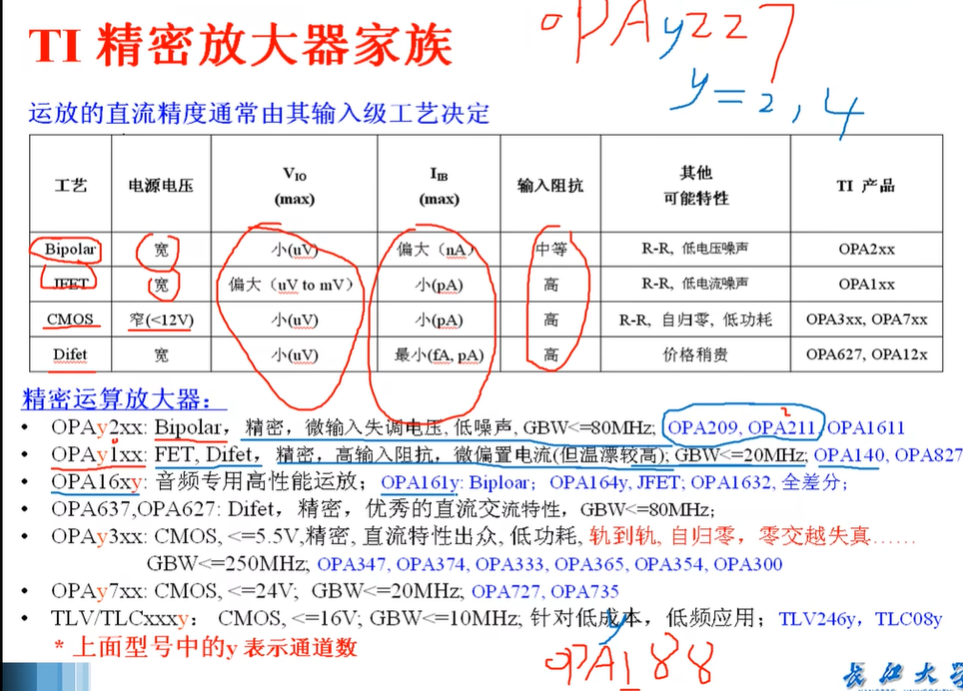 TI 精密放大器家族
OPAy227
y=2,4
运放的直流精度通常由其输入级工艺决定
工艺 电源电压 VIO (max) IIB (max) 输入阻抗 其他 可能特性 TI 产品
Bipolar 宽 小(uV) 偏大（nA） 中等 R-R, 低电压噪声 OPA2xx
JFET 宽 偏大（uV to mV） 小(pA) 高 R-R, 低电流噪声 OPA1xx
CMOS 窄(<12V) 小(uV) 小(pA) 高 R-R, 自归零, 低功耗 OPA3xx, OPA7xx
Difet 宽 小(uV) 最小(fA, pA) 高 价格稍贵 OPA627, OPA12x
精密运算放大器：
2
• OPAy2xx: Bipolar，精密，微输入失调电压, 低噪声, GBW<=80MHz; OPA209, OPA211, OPA1611
• OPAy1xx: FET, Difet，精密，高输入阻抗，微偏置电流(但温漂较高); GBW<=20MHz; OPA140, OPA827
• OPA16xy: 音频专用高性能运放；OPA161y: Biploar；OPA164y, JFET; OPA1632, 全差分；
• OPA637,OPA627: Difet，精密，优秀的直流交流特性，GBW<=80MHz；
• OPAy3xx: CMOS, <=5.5V,精密, 直流特性出众, 低功耗, 轨到轨, 自归零，零交越失真……
GBW<=250MHz; OPA347, OPA374, OPA333, OPA365, OPA354, OPA300
• OPAy7xx: CMOS, <=24V; GBW<=20MHz; OPA727, OPA735
• TLV/TLCxxxy： CMOS, <=16V; GBW<=10MHz; 针对低成本，低频应用；TLV246y，TLC08y
y
* 上面型号中的y 表示通道数
OPA188
长江大学